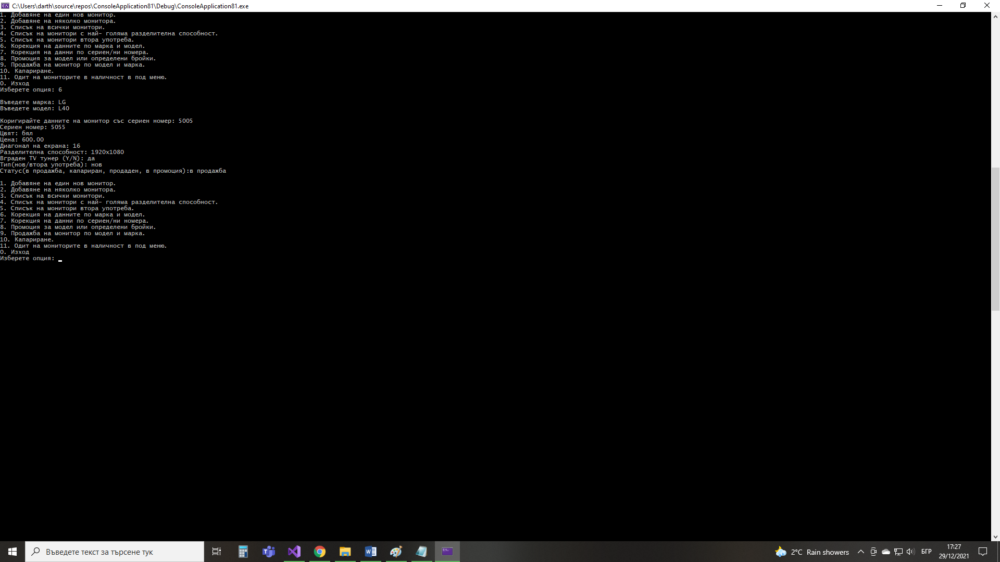 C:\Users\darth\source\repos\ConsoleApplication81\Debug\ConsoleApplication81.exe
1. Добавяне на един нов монитор.
2. Добавяне на няколко монитора.
3. Списък на всички монитори.
4. Списък на монитори с най- голяма разделителна способност.
5. Списък на монитори втора употреба.
6. Корекция на данните по марка и модел.
7. Корекция на данни по сериен/ни номера.
8. Промоция за модел или определени бройки.
9. Продажба на монитор по модел и марка.
10. Капариране.
11. Одит на мониторите в наличност в под меню.
0. Изход
Изберете опция: 6
Въведете марка: LG
Въведете модел: L40
Коригирайте данните на монитор със сериен номер: 5005
Сериен номер: 5055
Цвят: бял
Цена: 600.00
Диагонал на екрана: 16
Разделителна способност: 1920x1080
Вграден TV тунер (Y/N): да
Тип(нов/втора употреба): нов
Статус(в продажба, капариран, продаден, в промоция):в продажба
1. Добавяне на един нов монитор.
2. Добавяне на няколко монитора.
3. Списък на всички монитори.
4. Списък на монитори с най- голяма разделителна способност.
5. Списък на монитори втора употреба.
6. Корекция на данните по марка и модел.
7. Корекция на данни по сериен/ни номера.
8. Промоция за модел или определени бройки.
9. Продажба на монитор по модел и марка.
10. Капариране.
11. Одит на мониторите в наличност в под меню.
0. Изход
Изберете опция:
Въведете текст за търсене тук
2°C Rain showers
БГР
17:27
29/12/2021